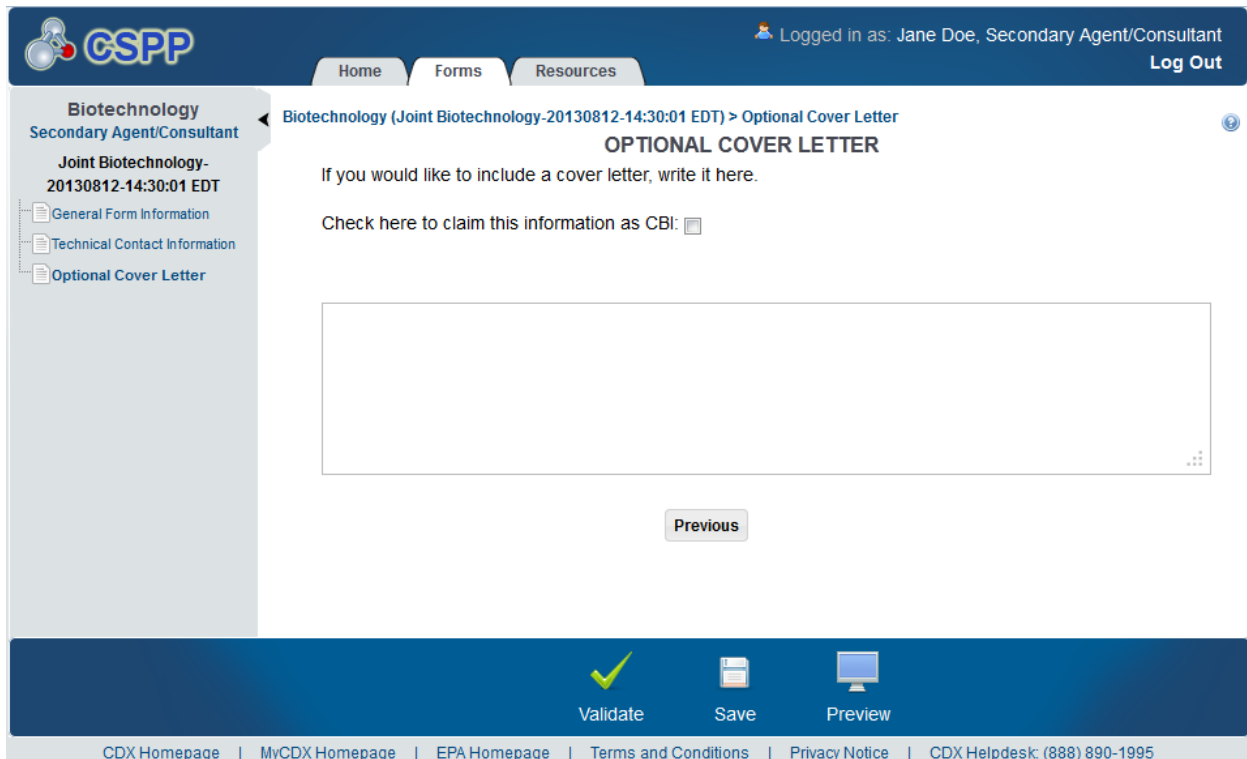 CSPP
Logged in as: Jane Doe, Secondary Agent/Consultant
Log Out
Home
Forms
Resources
Biotechnology
Secondary Agent/Consultant
Joint Biotechnology-
20130812-14:30:01 EDT
General Form Information
Technical Contact Information
Optional Cover Letter
Biotechnology (Joint Biotechnology-20130812-14:30:01 EDT) > Optional Cover Letter
OPTIONAL COVER LETTER
If you would like to include a cover letter, write it here.
Check here to claim this information as CBI:
Previous
Validate
Save
Preview
CDX Homepage | MyCDX Homepage | EPA Homepage | Terms and Conditions | Privacy Notice | CDX Helpdesk: (888) 890-1995